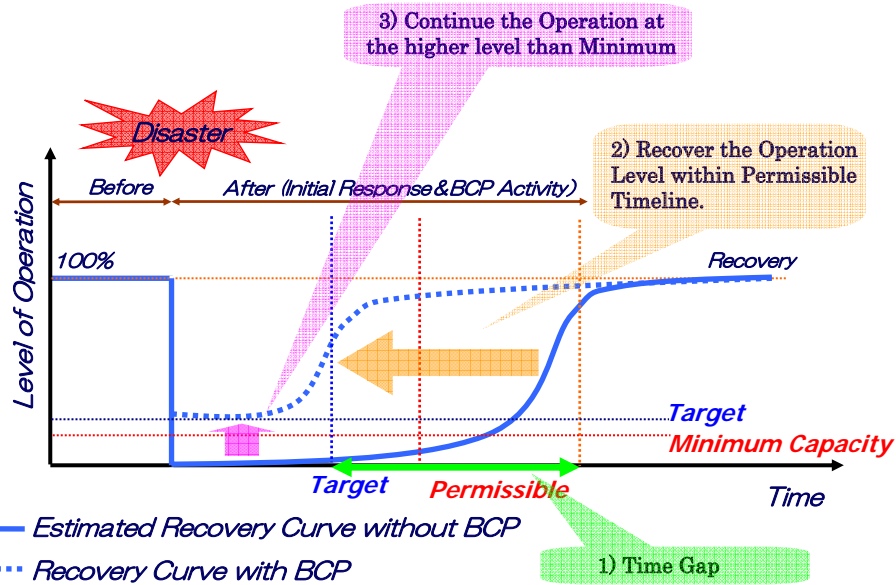 3) Continue the Operation at
the higher level than Minimum
Disaster
2) Recover the Operation
Level within Permissible
Timeline.
Before
After (Initial Response&BCP Activity)
100%
Recovery
Level of Operation
Target
Minimum Capacity
Target
Permissible
Time
Estimated Recovery Curve without BCP
1) Time Gap
Recovery Curve with BCP